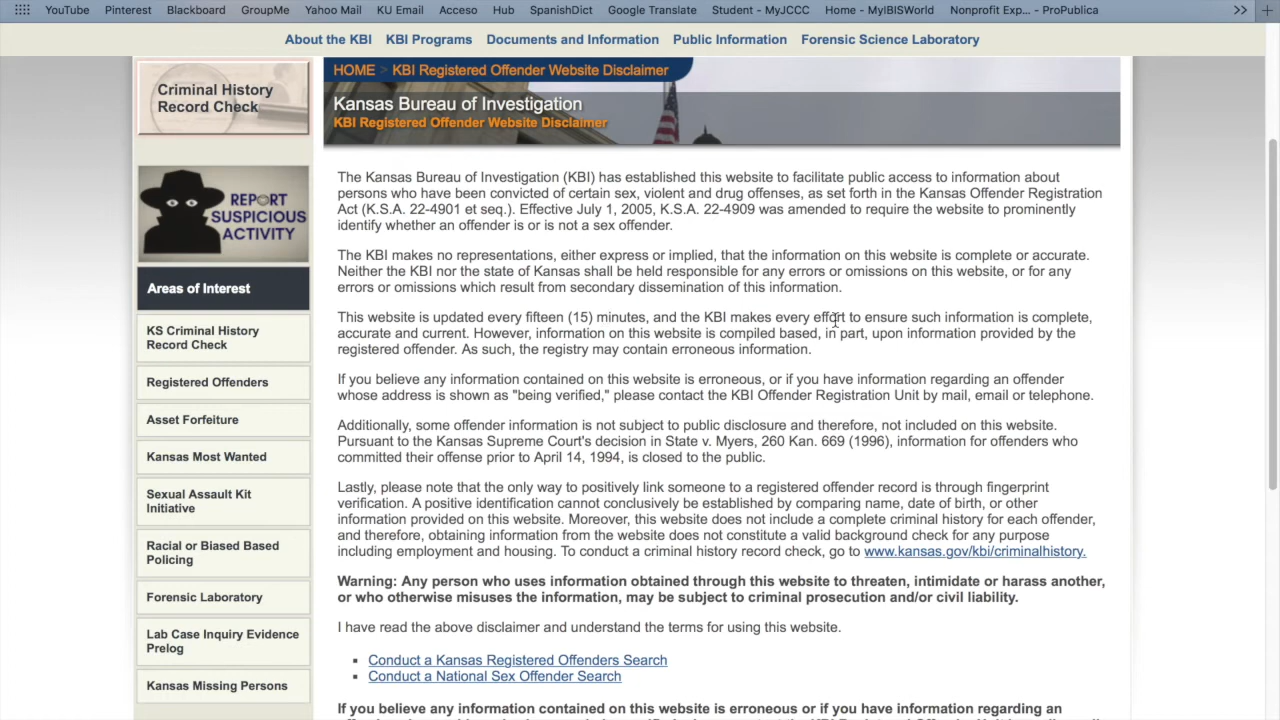 YouTube Pinterest Blackboard GroupMe Yahoo Mail KU Email Acceso Hub SpanishDict Google Translate Student - MyJCCC Home - MyIBISWorld Nonprofit Exp... - ProPublica
About the KBI KBI Programs Documents and Information Public Information Forensic Science Laboratory
Criminal History
Record Check
REPORT
SUSPICIOUS
ACTIVITY
Areas of Interest
KS Criminal History
Record Check
Registered Offenders
Asset Forfeiture
Kansas Most Wanted
Sexual Assault Kit
Initiative
Racial or Biased Based
Policing
Forensic Laboratory
Lab Case Inquiry Evidence
Prelog
Kansas Missing Persons
HOME > KBI Registered Offender Website Disclaimer
Kansas Bureau of Investigation
KBI Registered Offender Website Disclaimer
The Kansas Bureau of Investigation (KBI) has established this website to facilitate public access to information about
persons who have been convicted of certain sex, violent and drug offenses, as set forth in the Kansas Offender Registration
Act (K.S.A. 22-4901 et seq.). Effective July 1, 2005, K.S.A. 22-4909 was amended to require the website to prominently
identify whether an offender is or is not a sex offender.
The KBI makes no representations, either express or implied, that the information on this website is complete or accurate.
Neither the KBI nor the state of Kansas shall be held responsible for any errors or omissions on this website, or for any
errors or omissions which result from secondary dissemination of this information.
This website is updated every fifteen (15) minutes, and the KBI makes every effort to ensure such information is complete,
accurate and current. However, information on this website is compiled based, in part, upon information provided by the
registered offender. As such, the registry may contain erroneous information.
If you believe any information contained on this website is erroneous, or if you have information regarding an offender
whose address is shown as "being verified," please contact the KBI Offender Registration Unit by mail, email or telephone.
Additionally, some offender information is not subject to public disclosure and therefore, not included on this website.
Pursuant to the Kansas Supreme Court's decision in State v. Myers, 260 Kan. 669 (1996), information for offenders who
committed their offense prior to April 14, 1994, is closed to the public.
Lastly, please note that the only way to positively link someone to a registered offender record is through fingerprint
verification. A positive identification cannot conclusively be established by comparing name, date of birth, or other
information provided on this website. Moreover, this website does not include a complete criminal history for each offender,
and therefore, obtaining information from the website does not constitute a valid background check for any purpose
including employment and housing. To conduct a criminal history record check, go to www.kansas.gov/kbi/criminalhistory.
Warning: Any person who uses information obtained through this website to threaten, intimidate or harass another,
or who otherwise misuses the information, may be subject to criminal prosecution and/or civil liability.
I have read the above disclaimer and understand the terms for using this website.
Conduct a Kansas Registered Offenders Search
Conduct a National Sex Offender Search
If you believe any information contained on this website is erroneous or if you have information regarding an